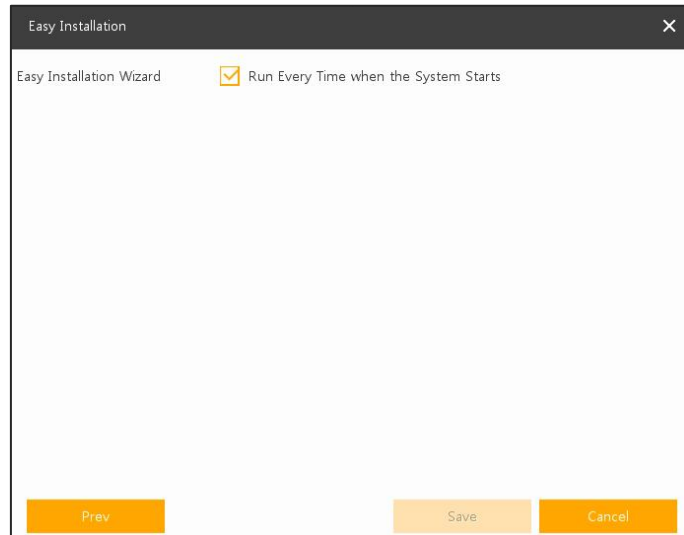 Easy Installation
Easy Installation Wizard Run Every Time when the System Starts
Prev Save Cancel